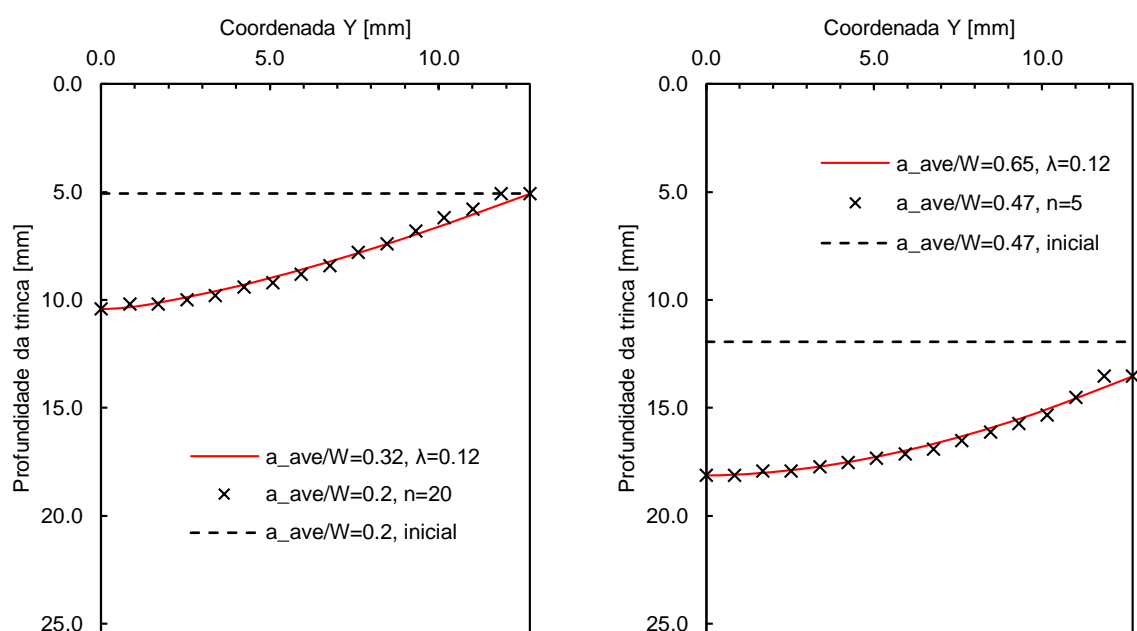 Coordenada Y [mm]
0.0 5.0 10.0
0.0
5.0
10.0
15.0
20.0
25.0
Profundidade da trinca [mm]
a_ave/W=0.32, λ=0.12
a_ave/W=0.2, n=20
a_ave/W=0.2, inicial
Coordenada Y [mm]
0.0 5.0 10.0
0.0
5.0
10.0
15.0
20.0
25.0
Profundidade da trinca [mm]
a_ave/W=0.65, λ=0.12
a_ave/W=0.47, n=5
a_ave/W=0.47, inicial